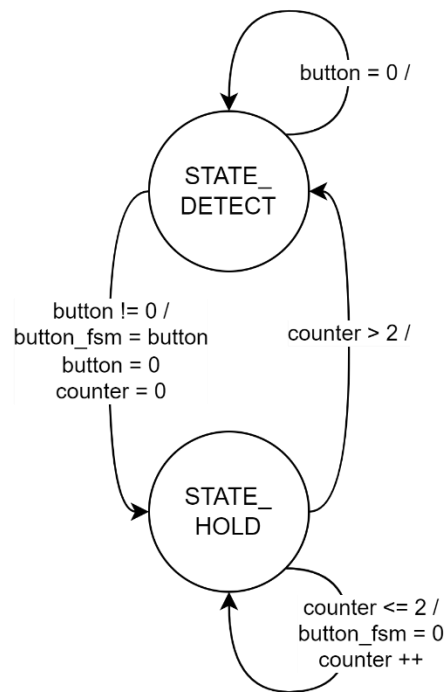 button = 0 /
STATE_
DETECT
button != 0 /
button_fsm = button
button = 0
counter = 0
counter > 2 /
STATE_
HOLD
counter <= 2 /
button_fsm = 0
counter ++